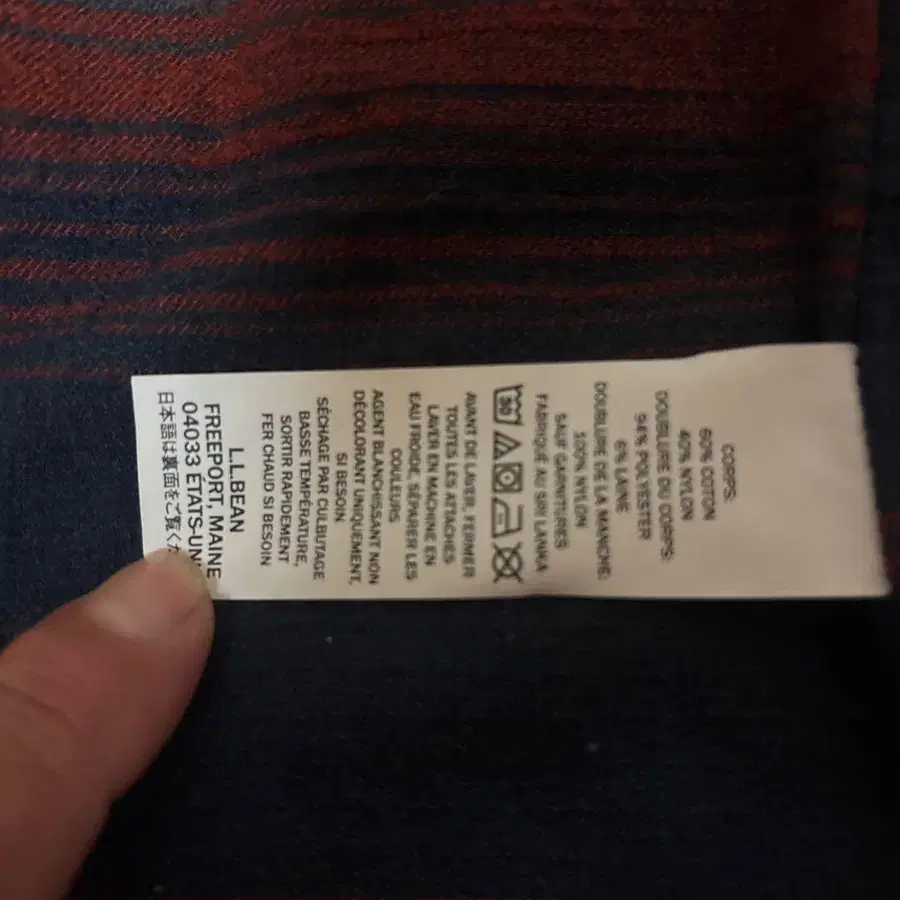 CORPS:
60% COTON
40% NYLON
DOUBLURE DU CORPS:
94% POLYESTER
6% LAINE
DOUBLURE DE LA MANCHE:
100% NYLON
SAUF GARNITURES
FABRIQUÉ AU SRI LANKA
30
AVANT DE LAVER, FERMER
TOUTES LES ATTACHES
LAVER EN MACHINE EN
EAU FROIDE, SÉPARER LES
COULEURS
AGENT BLANCHISSANT NON
DÉCOLORANT UNIQUEMENT,
SI BESOIN
SÉCHAGE PAR CULBUTAGE
BASSE TEMPÉRATURE,
SORTIR RAPIDEMENT
FER CHAUD SI BESOIN
L.L.BEAN
FREEPORT, MAINE
04033 ÉTATS-UNI
日本語は裏面をご覧くだ